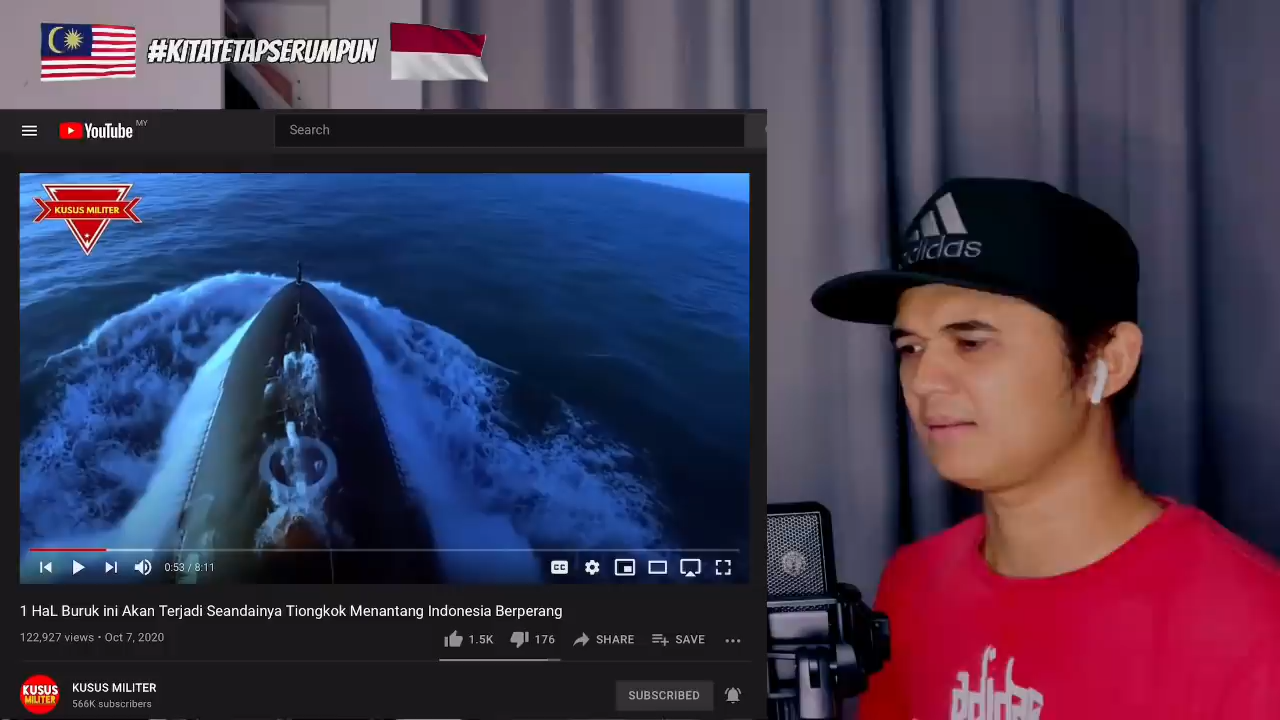 #KITATETAPSERUMPUN
YouTube MY
Search
KUSUS MILITER
0:53 / 8:11
CC
1 HaL Buruk ini Akan Terjadi Seandainya Tiongkok Menantang Indonesia Berperang
122,927 views • Oct 7, 2020
1.5K 176 SHARE SAVE
KUSUS MILITER
KUSUS MILITER
566K subscribers
SUBSCRIBED
adidas
adidas